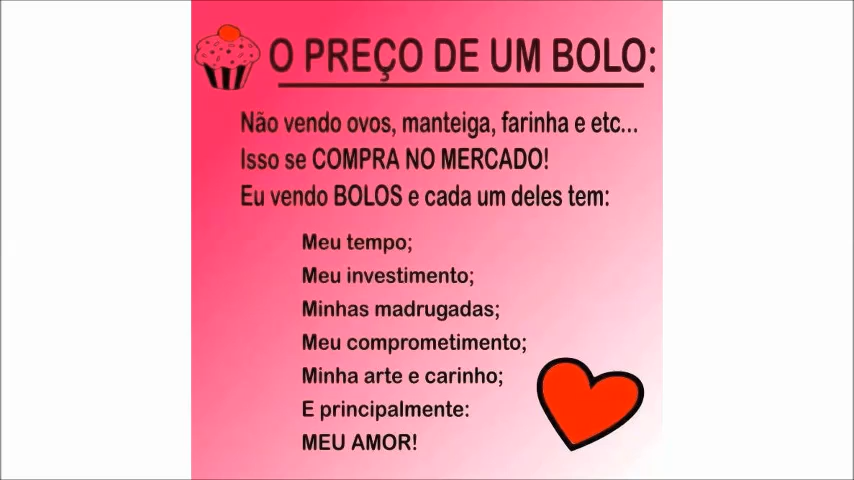 O PREÇO DE UM BOLO:
Não vendo ovos, manteiga, farinha e etc...
Isso se COMPRA NO MERCADO!
Eu vendo BOLOS e cada um deles tem:
Meu tempo;
Meu investimento;
Minhas madrugadas;
Meu comprometimento;
Minha arte e carinho;
E principalmente:
MEU AMOR!